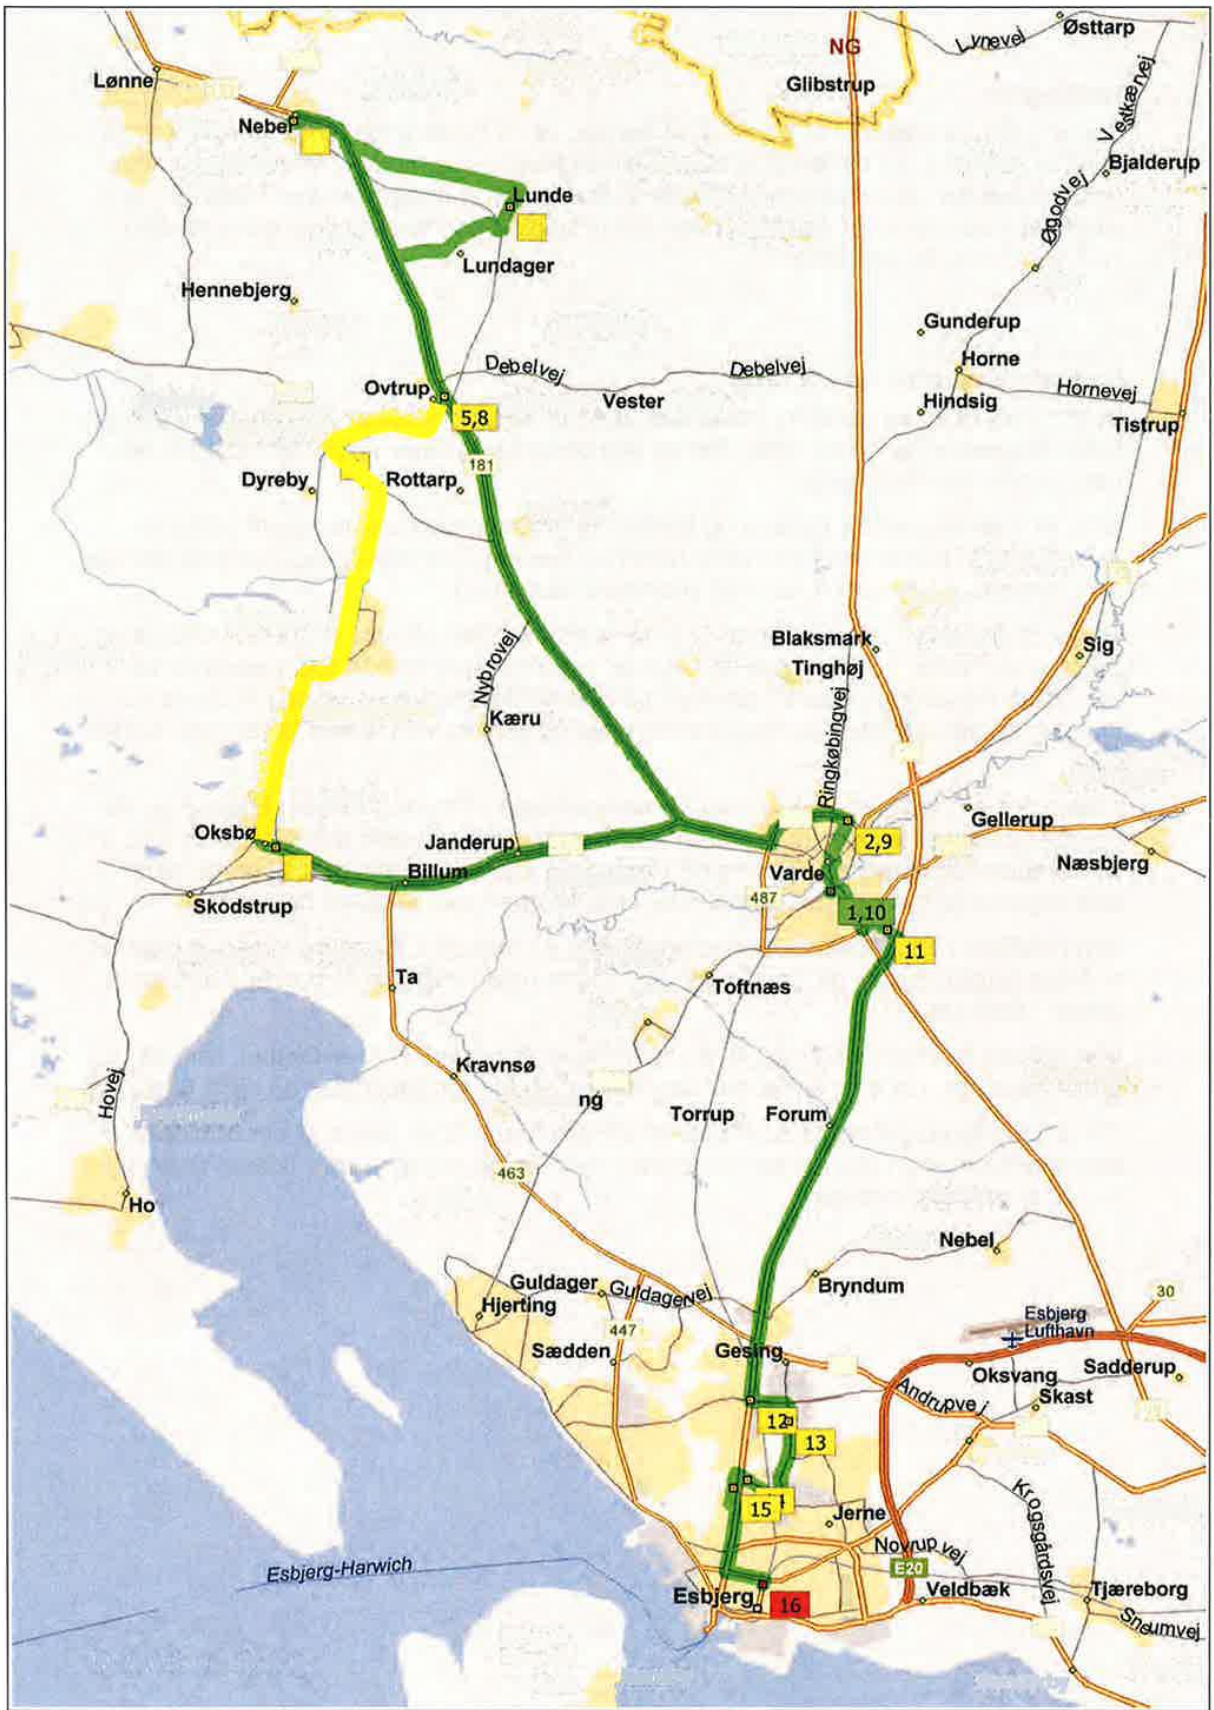 NG
Østtarp
Lynevej
Lønne
Glibstrup
Vestkærvej
Nebel
Bjalderup
Lunde
Øgodvej
Lundager
Hennebjerg
Gunderup
Debelvej
Debelvej
Horne
Ovtrup
Vester
Hornevej
5,8
Hindsig
Tistrup
181
Dyreby
Rottarp
Blaksmark
Sig
Tinghøj
Nybrovej
Kæru
Ringkøbingvej
Oksbø
Janderup
Gellerup
2,9
Næsbjerg
Billum
Varde
Skodstrup
487
1,10
11
Ta
Toftnæs
Kravnsø
Hovej
ng
Torrup
Forum
463
Ho
Nebel
Guldager
Guldagervej
Bryndum
Hjerting
30
447
Esbjerg
Lufthavn
Sædden
Gesing
Oksvang
Sadderup
Andrupvej
Skast
12
13
4
15
Jerne
Krogsgårdsvej
Novrup vej
Esbjerg-Harwich
E20
Esbjerg
16
Veldbæk
Tjæreborg
Sneumvej